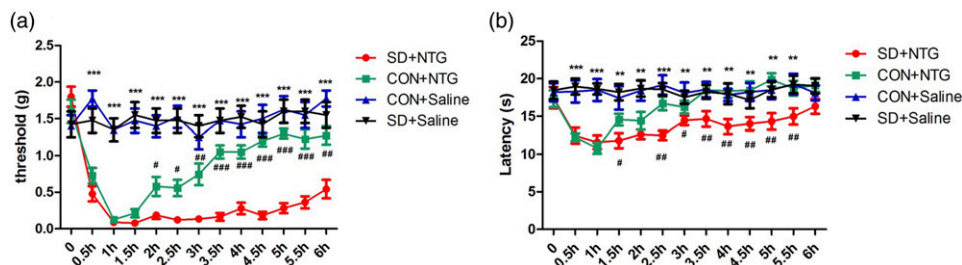 (a)
threshold (g)
2.5
2.0
1.5
1.0
0.5
0.0
*** *** *** *** *** *** *** *** *** *** *** ***
# # ## ### ### ### ### ### ##
0 0.5h 1h 1.5h 2h 2.5h 3h 3.5h 4h 4.5h 5h 5.5h 6h
SD+NTG
CON+NTG
CON+Saline
SD+Saline
(b)
Latency (s)
25
20
15
10
5
0
*** *** ** ** *** ** ** ** ** ** **
# ## # ## ## ## ## ##
0 0.5h 1h 1.5h 2h 2.5h 3h 3.5h 4h 4.5h 5h 5.5h 6h
SD+NTG
CON+NTG
CON+Saline
SD+Saline